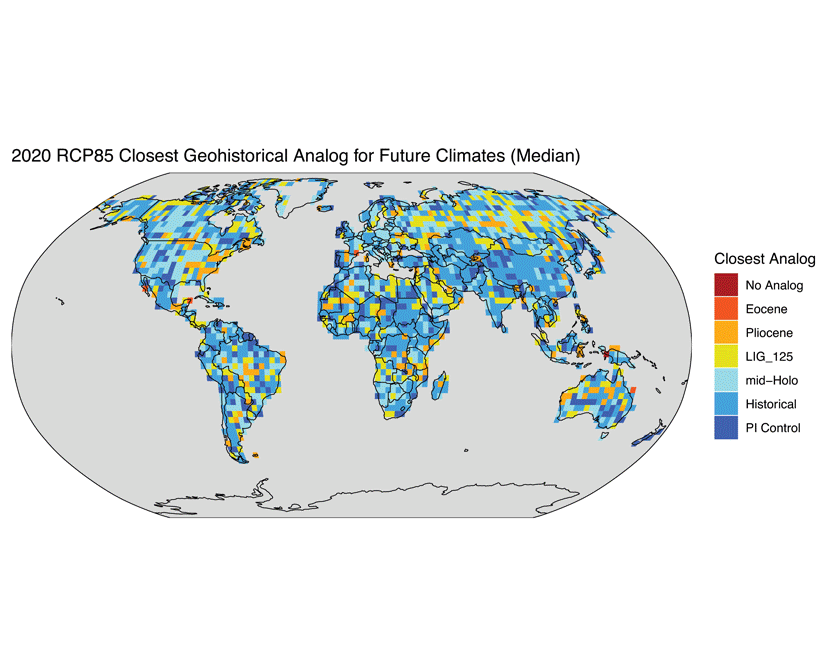 2020 RCP85 Closest Geohistorical Analog for Future Climates (Median)
Closest Analog
No Analog
Eocene
Pliocene
LIG_125
mid−Holo
Historical
PI Control